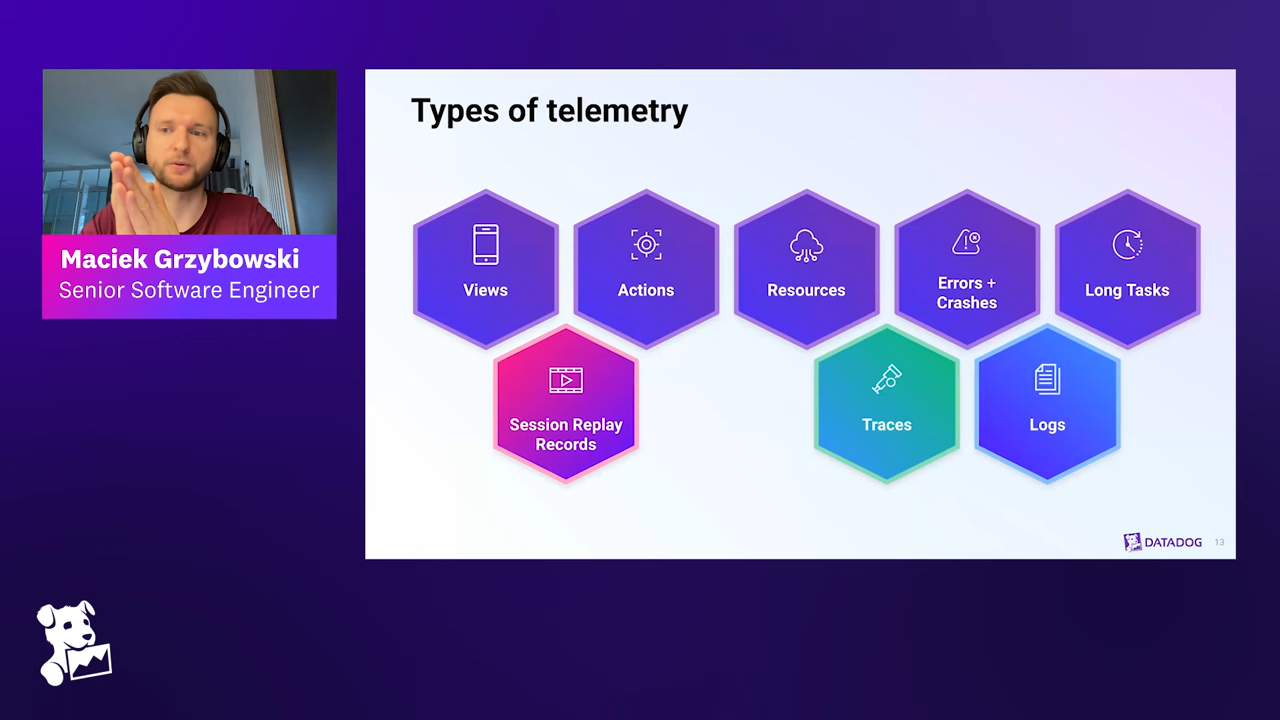 Maciek Grzybowski
Senior Software Engineer
Types of telemetry
Views
Actions
Resources
Errors +
Crashes
Long Tasks
Session Replay
Records
Traces
Logs
DATADOG
13